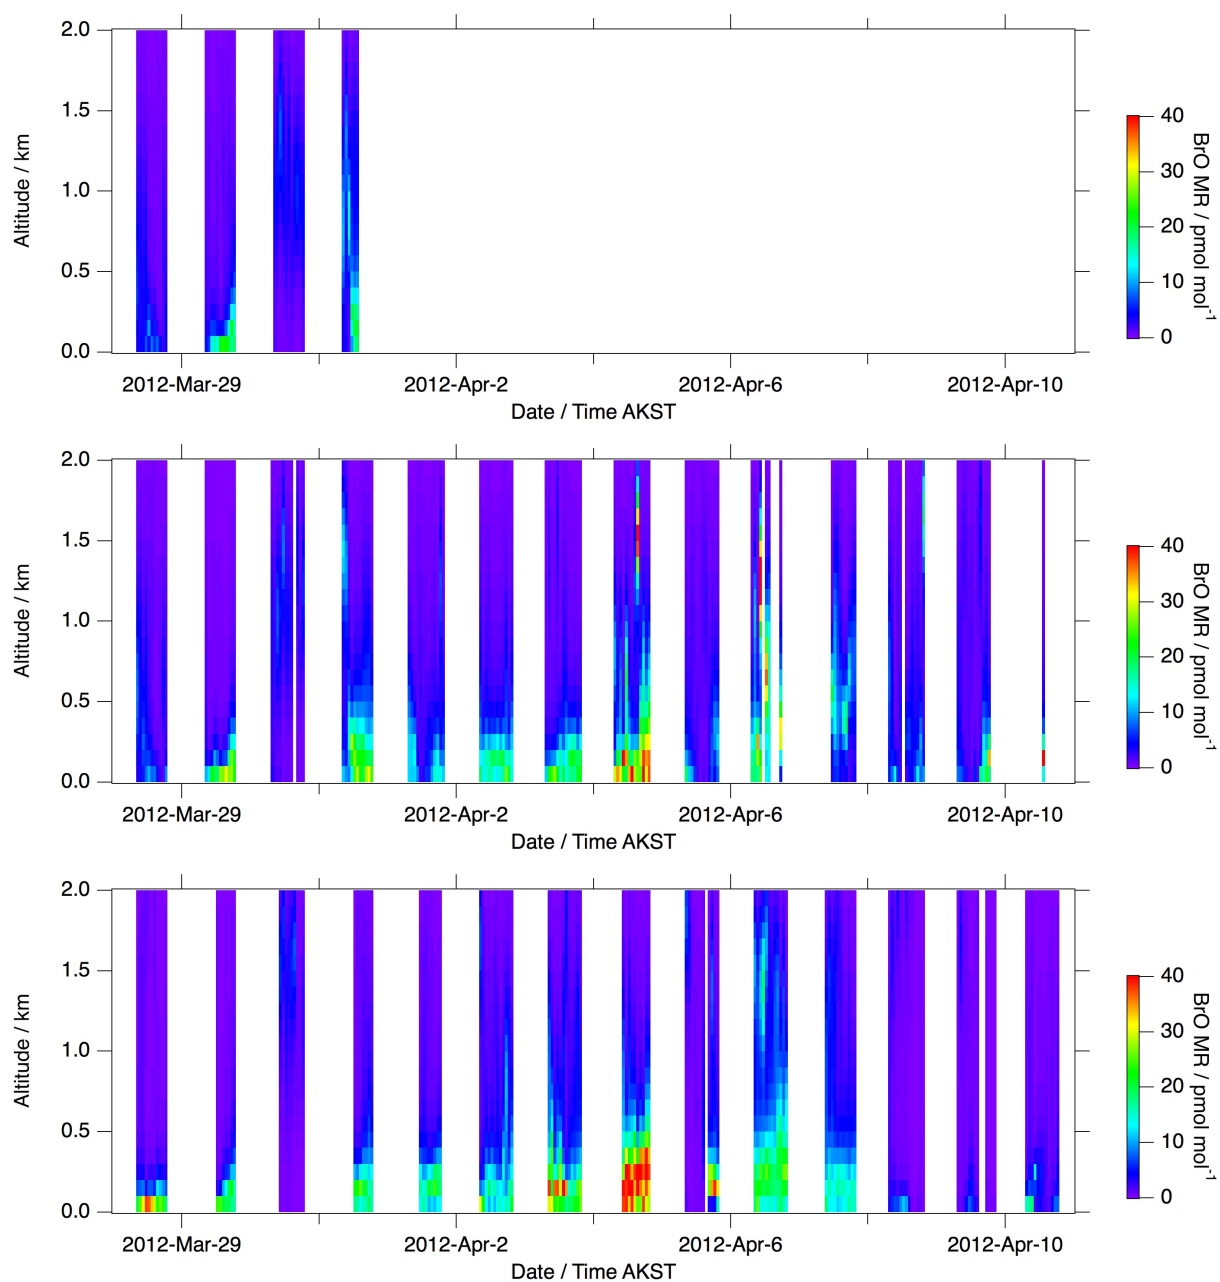 2.0
1.5
1.0
0.5
0.0
Altitude / km
2012-Mar-29 2012-Apr-2 2012-Apr-6 2012-Apr-10
Date / Time AKST
40
30
20
10
0
BrO MR / pmol mol⁻¹
2.0
1.5
1.0
0.5
0.0
Altitude / km
2012-Mar-29 2012-Apr-2 2012-Apr-6 2012-Apr-10
Date / Time AKST
40
30
20
10
0
BrO MR / pmol mol⁻¹
2.0
1.5
1.0
0.5
0.0
Altitude / km
2012-Mar-29 2012-Apr-2 2012-Apr-6 2012-Apr-10
Date / Time AKST
40
30
20
10
0
BrO MR / pmol mol⁻¹